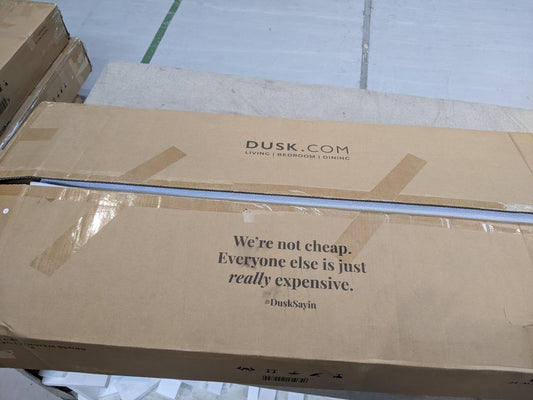 DUSK.COM
LIVING | BEDROOM | DINING
We're not cheap.
Everyone else is just
really expensive.
#DuskSayin